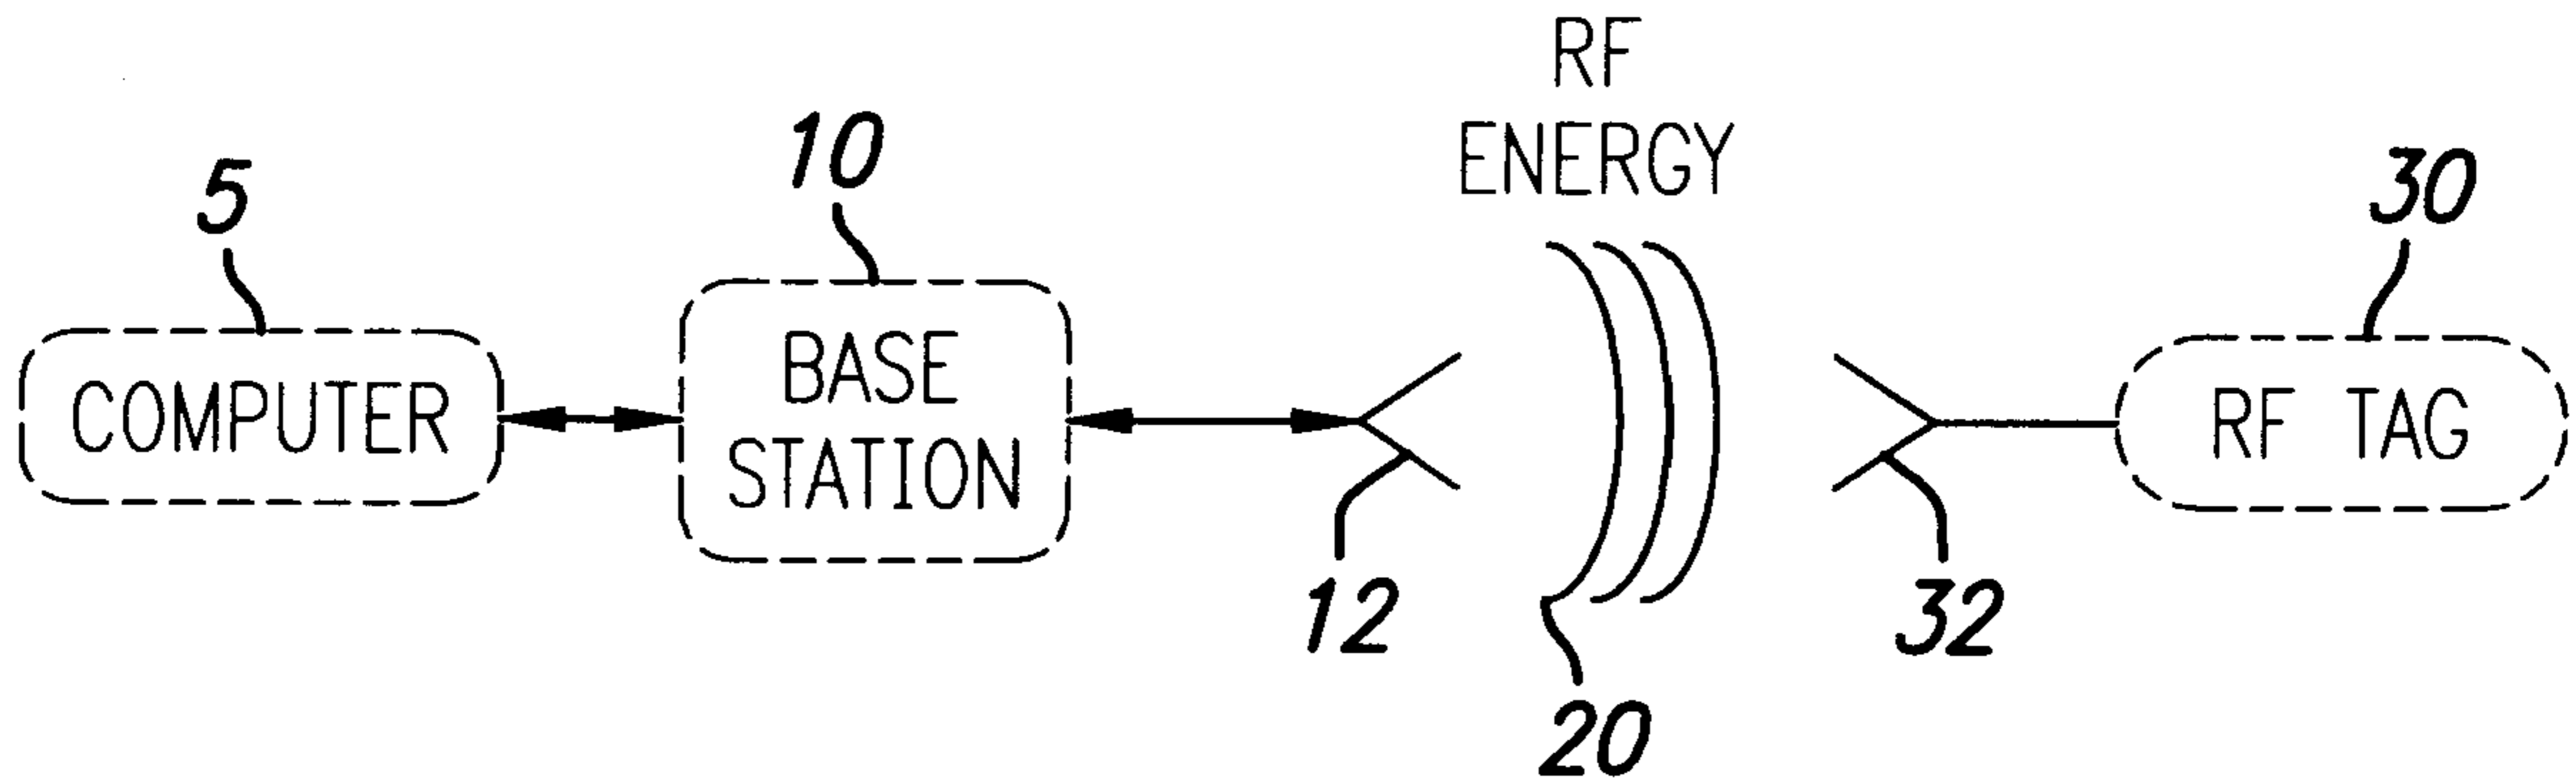 RF
ENERGY
5
10
30
COMPUTER
BASE
STATION
RF TAG
12
32
20